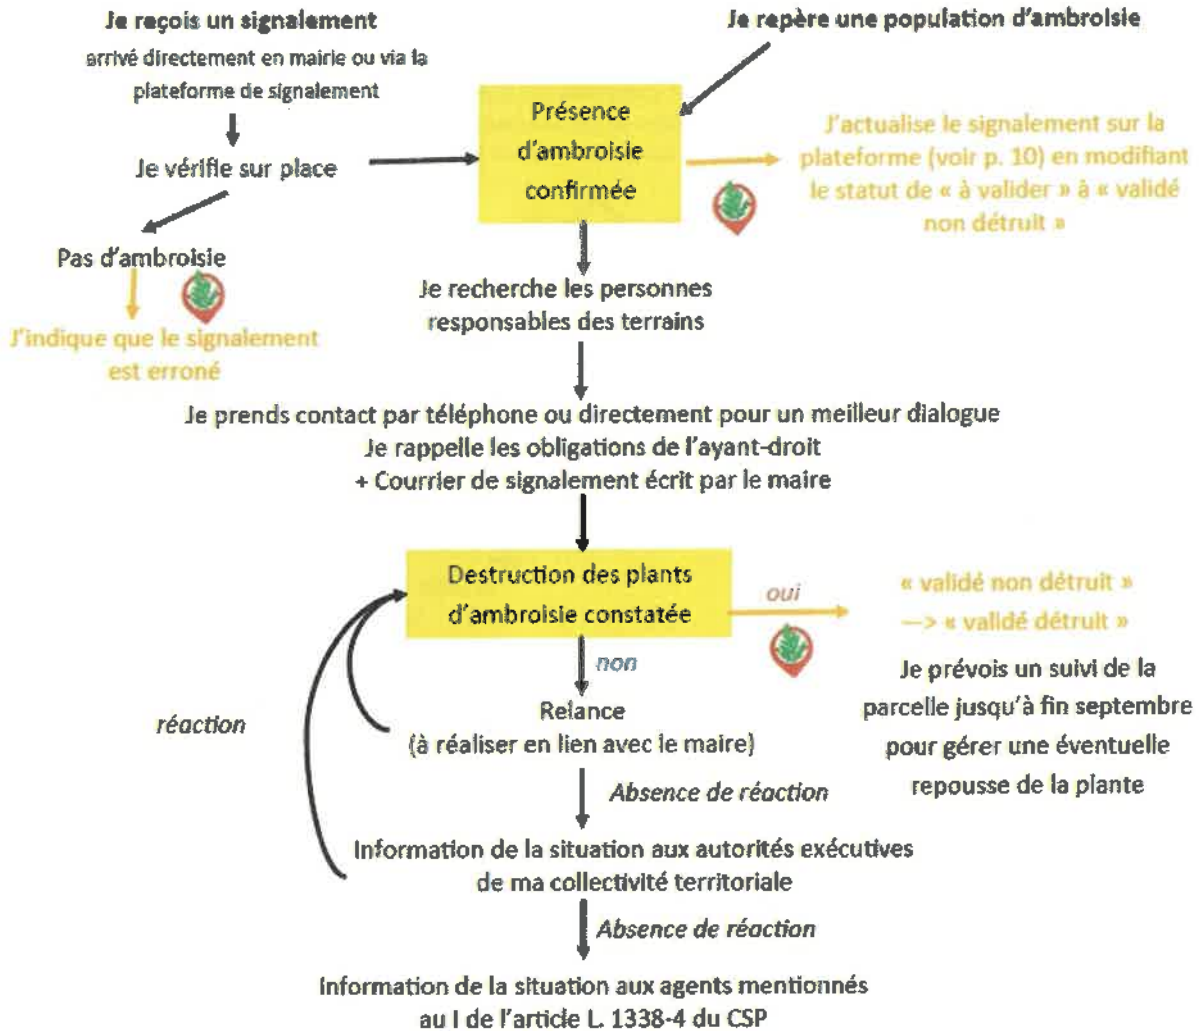 Je reçois un signalement
arrivé directement en mairie ou via la
plateforme de signalement
Je repère une population d'ambroisie
Je vérifie sur place
Présence
d'ambroisie
confirmée
J'actualise le signalement sur la
plateforme (voir p. 10) en modifiant
le statut de « à valider » à « validé
non détruit »
Pas d'ambroisie
J'indique que le signalement
est erroné
Je recherche les personnes
responsables des terrains
Je prends contact par téléphone ou directement pour un meilleur dialogue
Je rappelle les obligations de l'ayant-droit
+ Courrier de signalement écrit par le maire
Destruction des plants
d'ambroisie constatée
oui
« validé non détruit »
—> « validé détruit »
Je prévois un suivi de la
parcelle jusqu'à fin septembre
pour gérer une éventuelle
repousse de la plante
non
réaction
Relance
(à réaliser en lien avec le maire)
Absence de réaction
Information de la situation aux autorités exécutives
de ma collectivité territoriale
Absence de réaction
Information de la situation aux agents mentionnés
au I de l'article L. 1338-4 du CSP